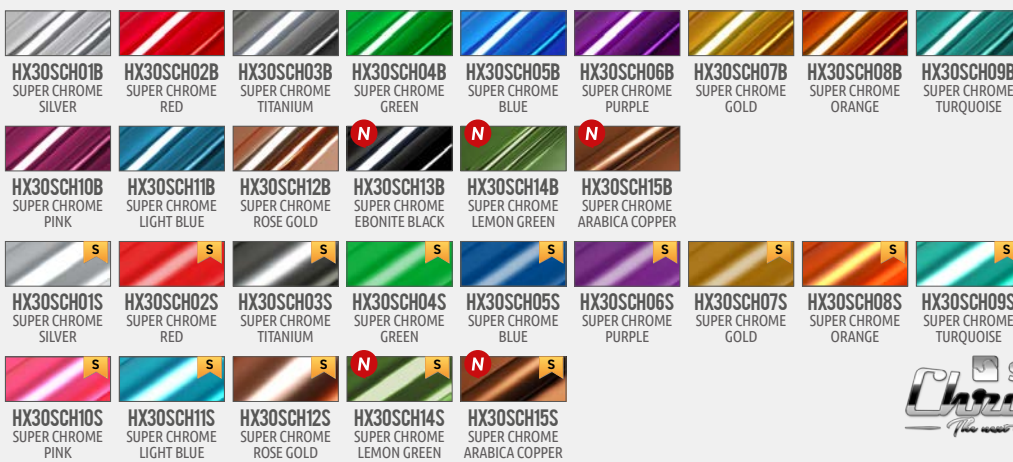 HX30SCH01B HX30SCH02B HX30SCH03B HX30SCH04B HX30SCH05B HX30SCH06B HX30SCH07B HX30SCH08B HX30SCH09B
SUPER CHROME SUPER CHROME SUPER CHROME SUPER CHROME SUPER CHROME SUPER CHROME SUPER CHROME SUPER CHROME SUPER CHROME
SILVER RED TITANIUM GREEN BLUE PURPLE GOLD ORANGE TURQUOISE
N N N
HX30SCH10B HX30SCH11B HX30SCH12B HX30SCH13B HX30SCH14B HX30SCH15B
SUPER CHROME SUPER CHROME SUPER CHROME SUPER CHROME SUPER CHROME SUPER CHROME
PINK LIGHT BLUE ROSE GOLD EBONITE BLACK LEMON GREEN ARABICA COPPER
S S S S S S S S S
HX30SCH01S HX30SCH02S HX30SCH03S HX30SCH04S HX30SCH05S HX30SCH06S HX30SCH07S HX30SCH08S HX30SCH09S
SUPER CHROME SUPER CHROME SUPER CHROME SUPER CHROME SUPER CHROME SUPER CHROME SUPER CHROME SUPER CHROME SUPER CHROME
SILVER RED TITANIUM GREEN BLUE PURPLE GOLD ORANGE TURQUOISE
S S S N S N S
HX30SCH10S HX30SCH11S HX30SCH12S HX30SCH14S HX30SCH15S
SUPER CHROME SUPER CHROME SUPER CHROME SUPER CHROME SUPER CHROME
PINK LIGHT BLUE ROSE GOLD LEMON GREEN ARABICA COPPER
The next